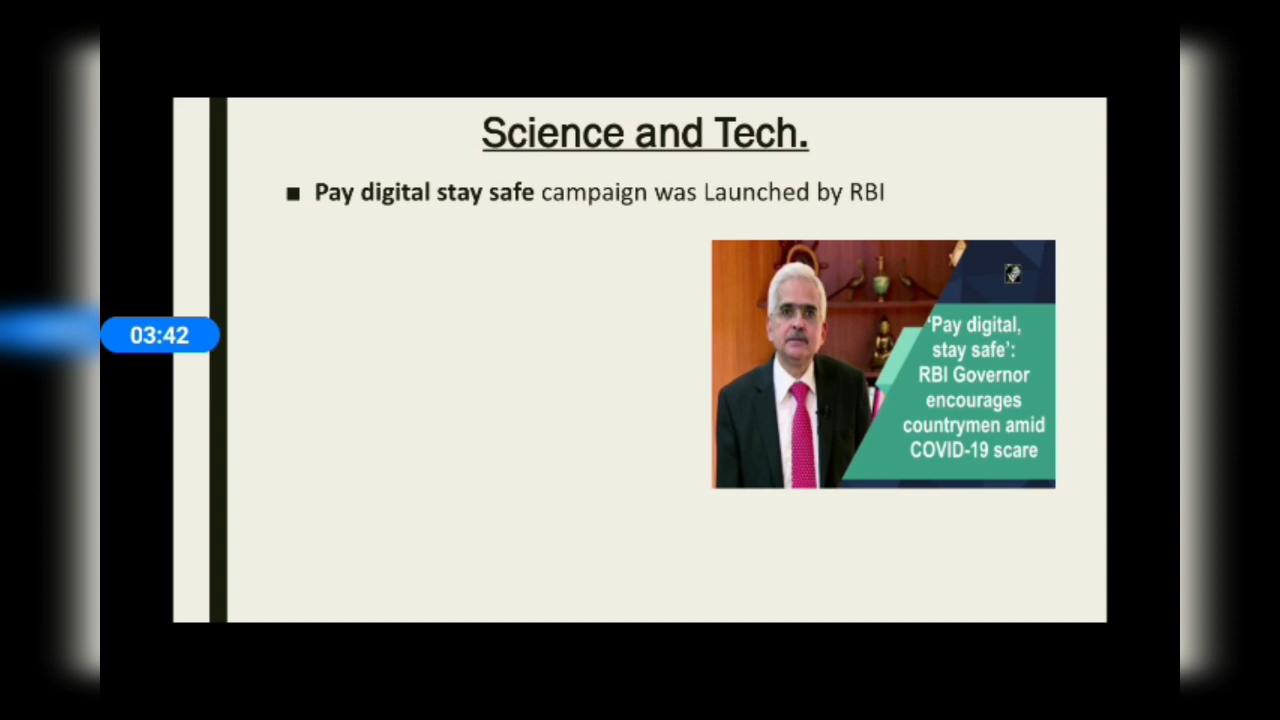 Science and Tech.
■ Pay digital stay safe campaign was Launched by RBI
03:42
‘Pay digital,
stay safe’:
RBI Governor
encourages
countrymen amid
COVID-19 scare